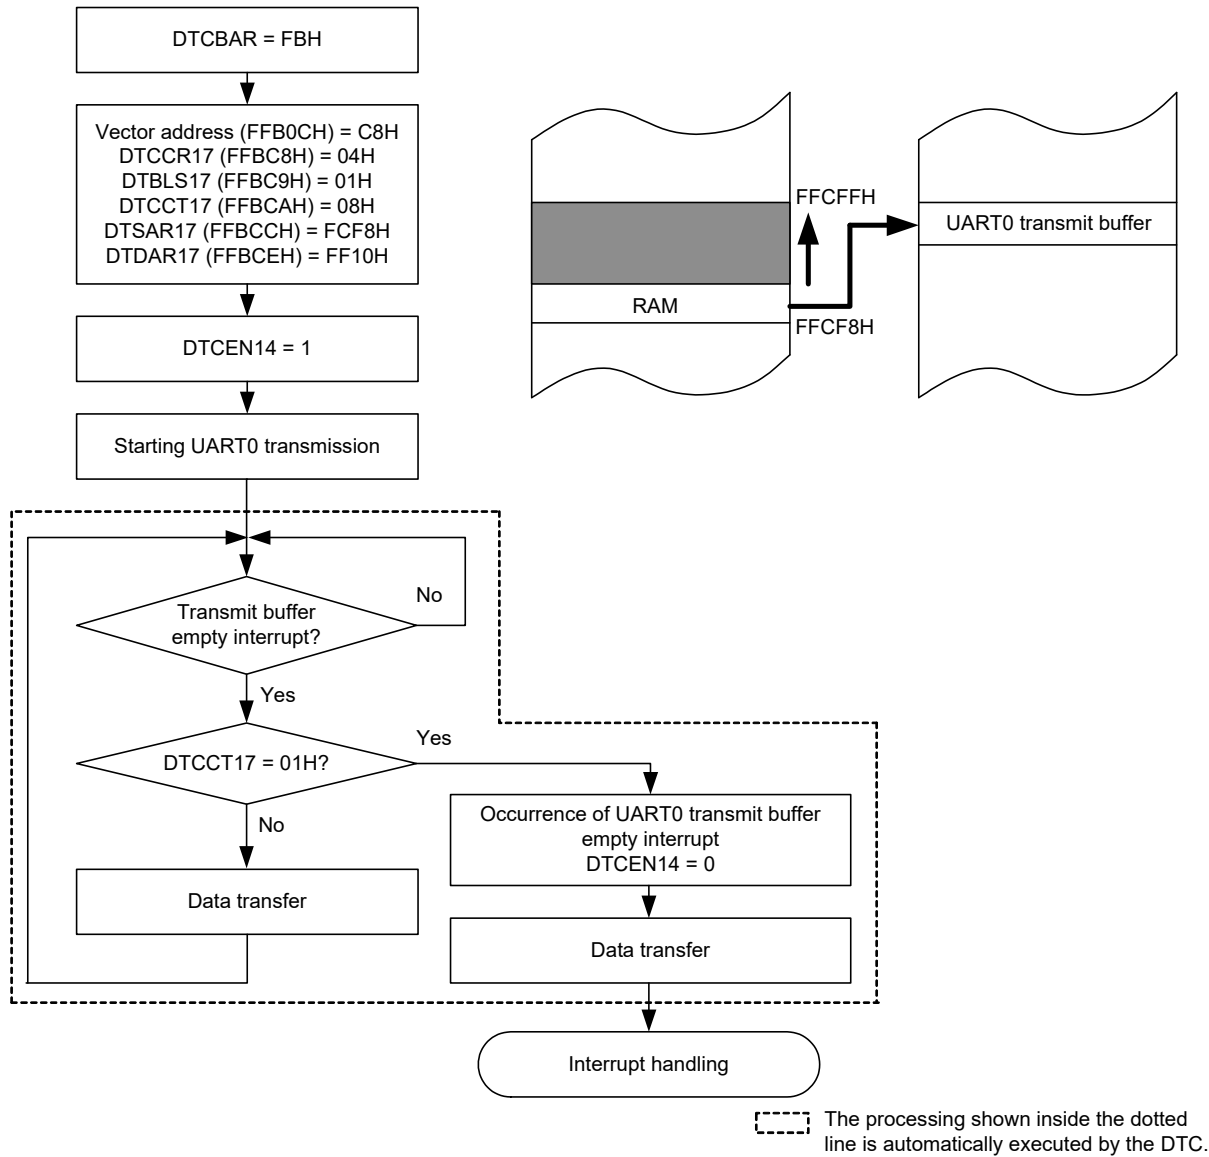 DTCBAR = FBH
Vector address (FFB0CH) = C8H
DTCCR17 (FFBC8H) = 04H
DTBLS17 (FFBC9H) = 01H
DTCCT17 (FFBCAH) = 08H
DTSAR17 (FFBCCH) = FCF8H
DTDAR17 (FFBCEH) = FF10H
DTCEN14 = 1
Starting UART0 transmission
FFCFFH
UART0 transmit buffer
RAM
FFCF8H
Transmit buffer
empty interrupt?
No
Yes
DTCCT17 = 01H?
Yes
No
Data transfer
Occurrence of UART0 transmit buffer
empty interrupt
DTCEN14 = 0
Data transfer
Interrupt handling
The processing shown inside the dotted
line is automatically executed by the DTC.